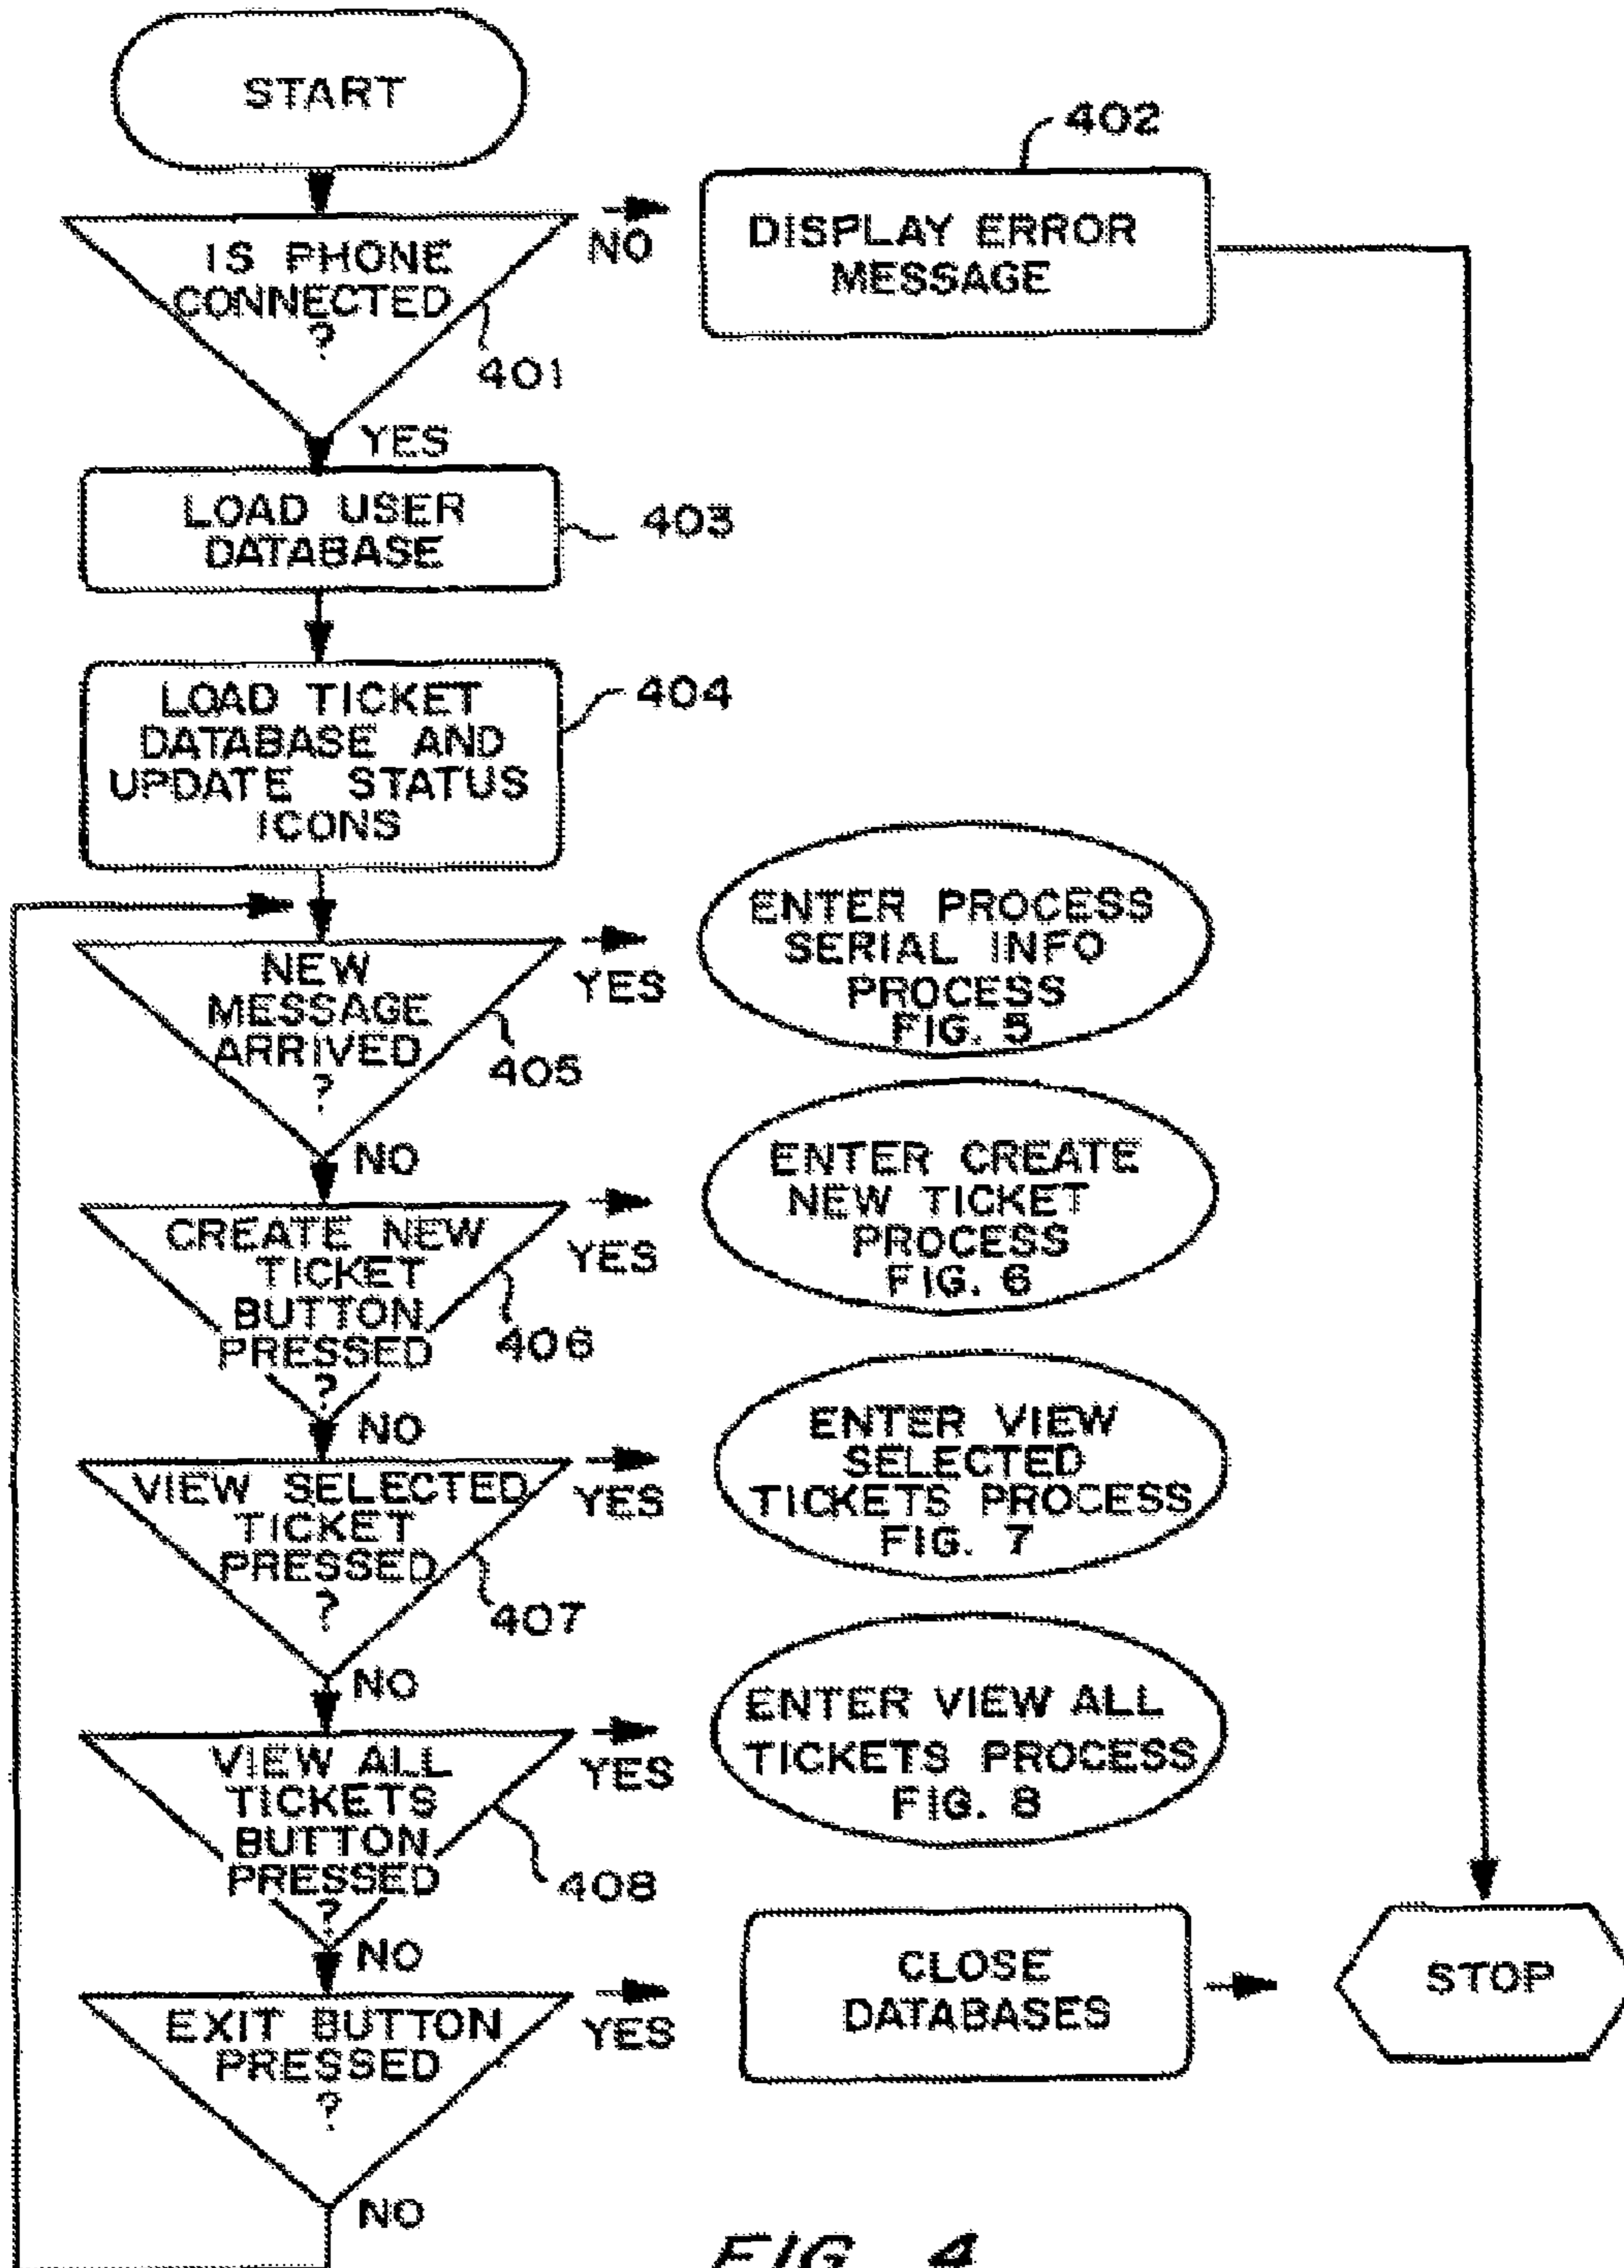 START
402
DISPLAY ERROR
MESSAGE
NO
IS PHONE
CONNECTED
?
401
YES
LOAD USER
DATABASE
403
LOAD TICKET
DATABASE AND
UPDATE STATUS
ICONS
404
NEW
MESSAGE
ARRIVED
?
405
YES
ENTER PROCESS
SERIAL INFO
PROCESS
FIG. 5
NO
CREATE NEW
TICKET
BUTTON
PRESSED
?
406
YES
ENTER CREATE
NEW TICKET
PROCESS
FIG. 6
NO
VIEW SELECTED
TICKET
PRESSED
?
407
YES
ENTER VIEW
SELECTED
TICKETS PROCESS
FIG. 7
NO
VIEW ALL
TICKETS
BUTTON
PRESSED
?
408
YES
ENTER VIEW ALL
TICKETS PROCESS
FIG. 8
NO
EXIT BUTTON
PRESSED
?
YES
CLOSE
DATABASES
STOP
NO
FIG. 4